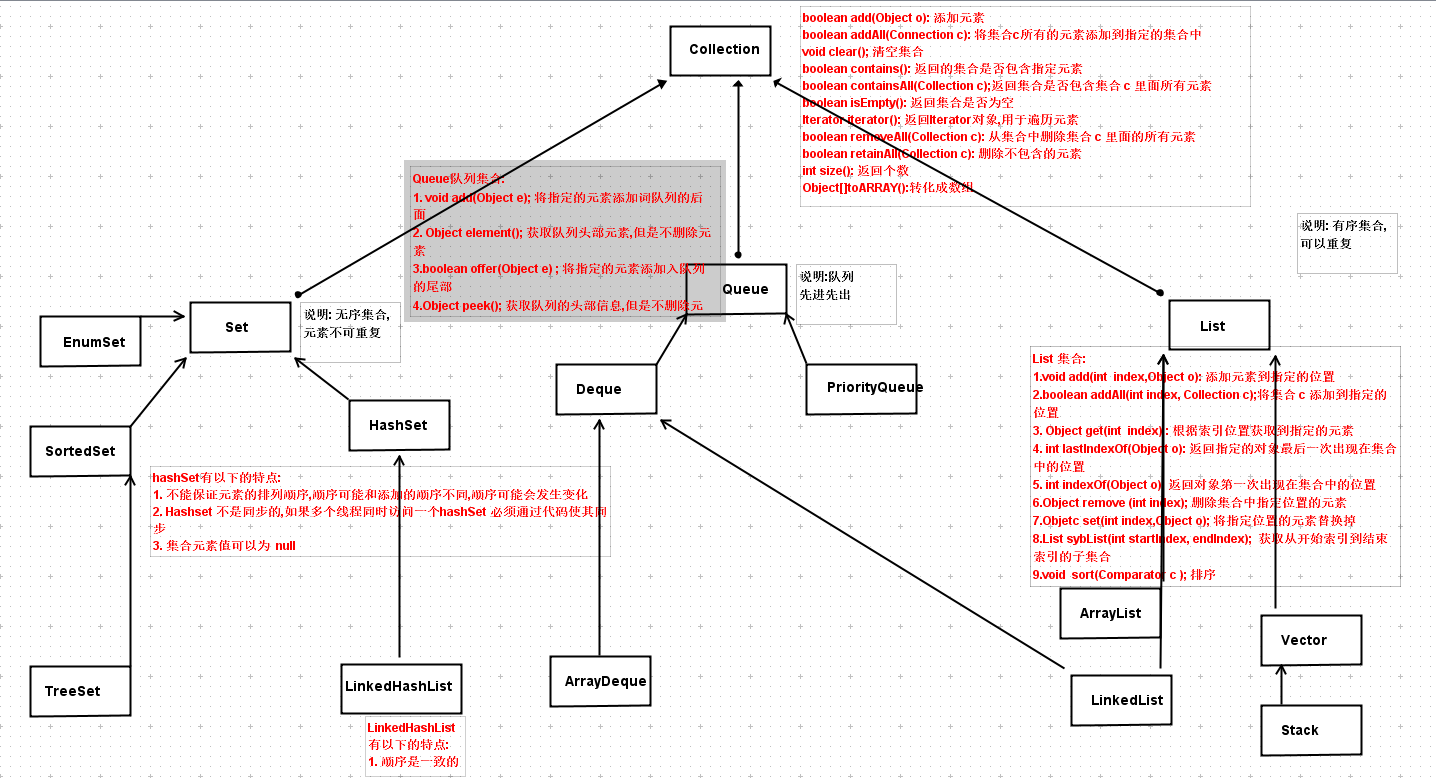 Collection
boolean add(Object o): 添加元素
boolean addAll(Connection c): 将集合c所有的元素添加到指定的集合中
void clear(); 清空集合
boolean contains(): 返回的集合是否包含指定元素
boolean containsAll(Collection c);返回集合是否包含集合 c 里面所有元素
boolean isEmpty(): 返回集合是否为空
Iterator iterator(): 返回Iterator对象,用于遍历元素
boolean removeAll(Collection c): 从集合中删除集合 c 里面的所有元素
boolean retainAll(Collection c): 删除不包含的元素
int size(): 返回个数
Object[]toARRAY():转化成数组
Queue队列集合:
1. void add(Object e); 将指定的元素添加词队列的后
面
2. Object element(); 获取队列头部元素,但是不删除元
素
3.boolean offer(Object e) ; 将指定的元素添加入队列
的尾部
4.Object peek(); 获取队列的头部信息,但是不删除元
说明: 有序集合,
可以重复
Queue
说明:队列
先进先出
EnumSet
Set
说明: 无序集合,
元素不可重复
List
Deque
PriorityQueue
List 集合:
1.void add(int index,Object o): 添加元素到指定的位置
2.boolean addAll(int index, Collection c);将集合 c 添加到指定的
位置
3. Object get(int index) : 根据索引位置获取到指定的元素
4. int lastIndexOf(Object o): 返回指定的对象最后一次出现在集合
中的位置
5. int indexOf(Object o) 返回对象第一次出现在集合中的位置
6.Object remove (int index); 删除集合中指定位置的元素
7.Objetc set(int index,Object o); 将指定位置的元素替换掉
8.List sybList(int startIndex, endIndex); 获取从开始索引到结束
索引的子集合
9.void sort(Comparator c ); 排序
HashSet
SortedSet
hashSet有以下的特点:
1. 不能保证元素的排列顺序,顺序可能和添加的顺序不同,顺序可能会发生变化
2. Hashset 不是同步的,如果多个线程同时访问一个hashSet 必须通过代码使其同
步
3. 集合元素值可以为 null
ArrayList
Vector
TreeSet
LinkedHashList
ArrayDeque
LinkedList
Stack
LinkedHashList
有以下的特点:
1. 顺序是一致的